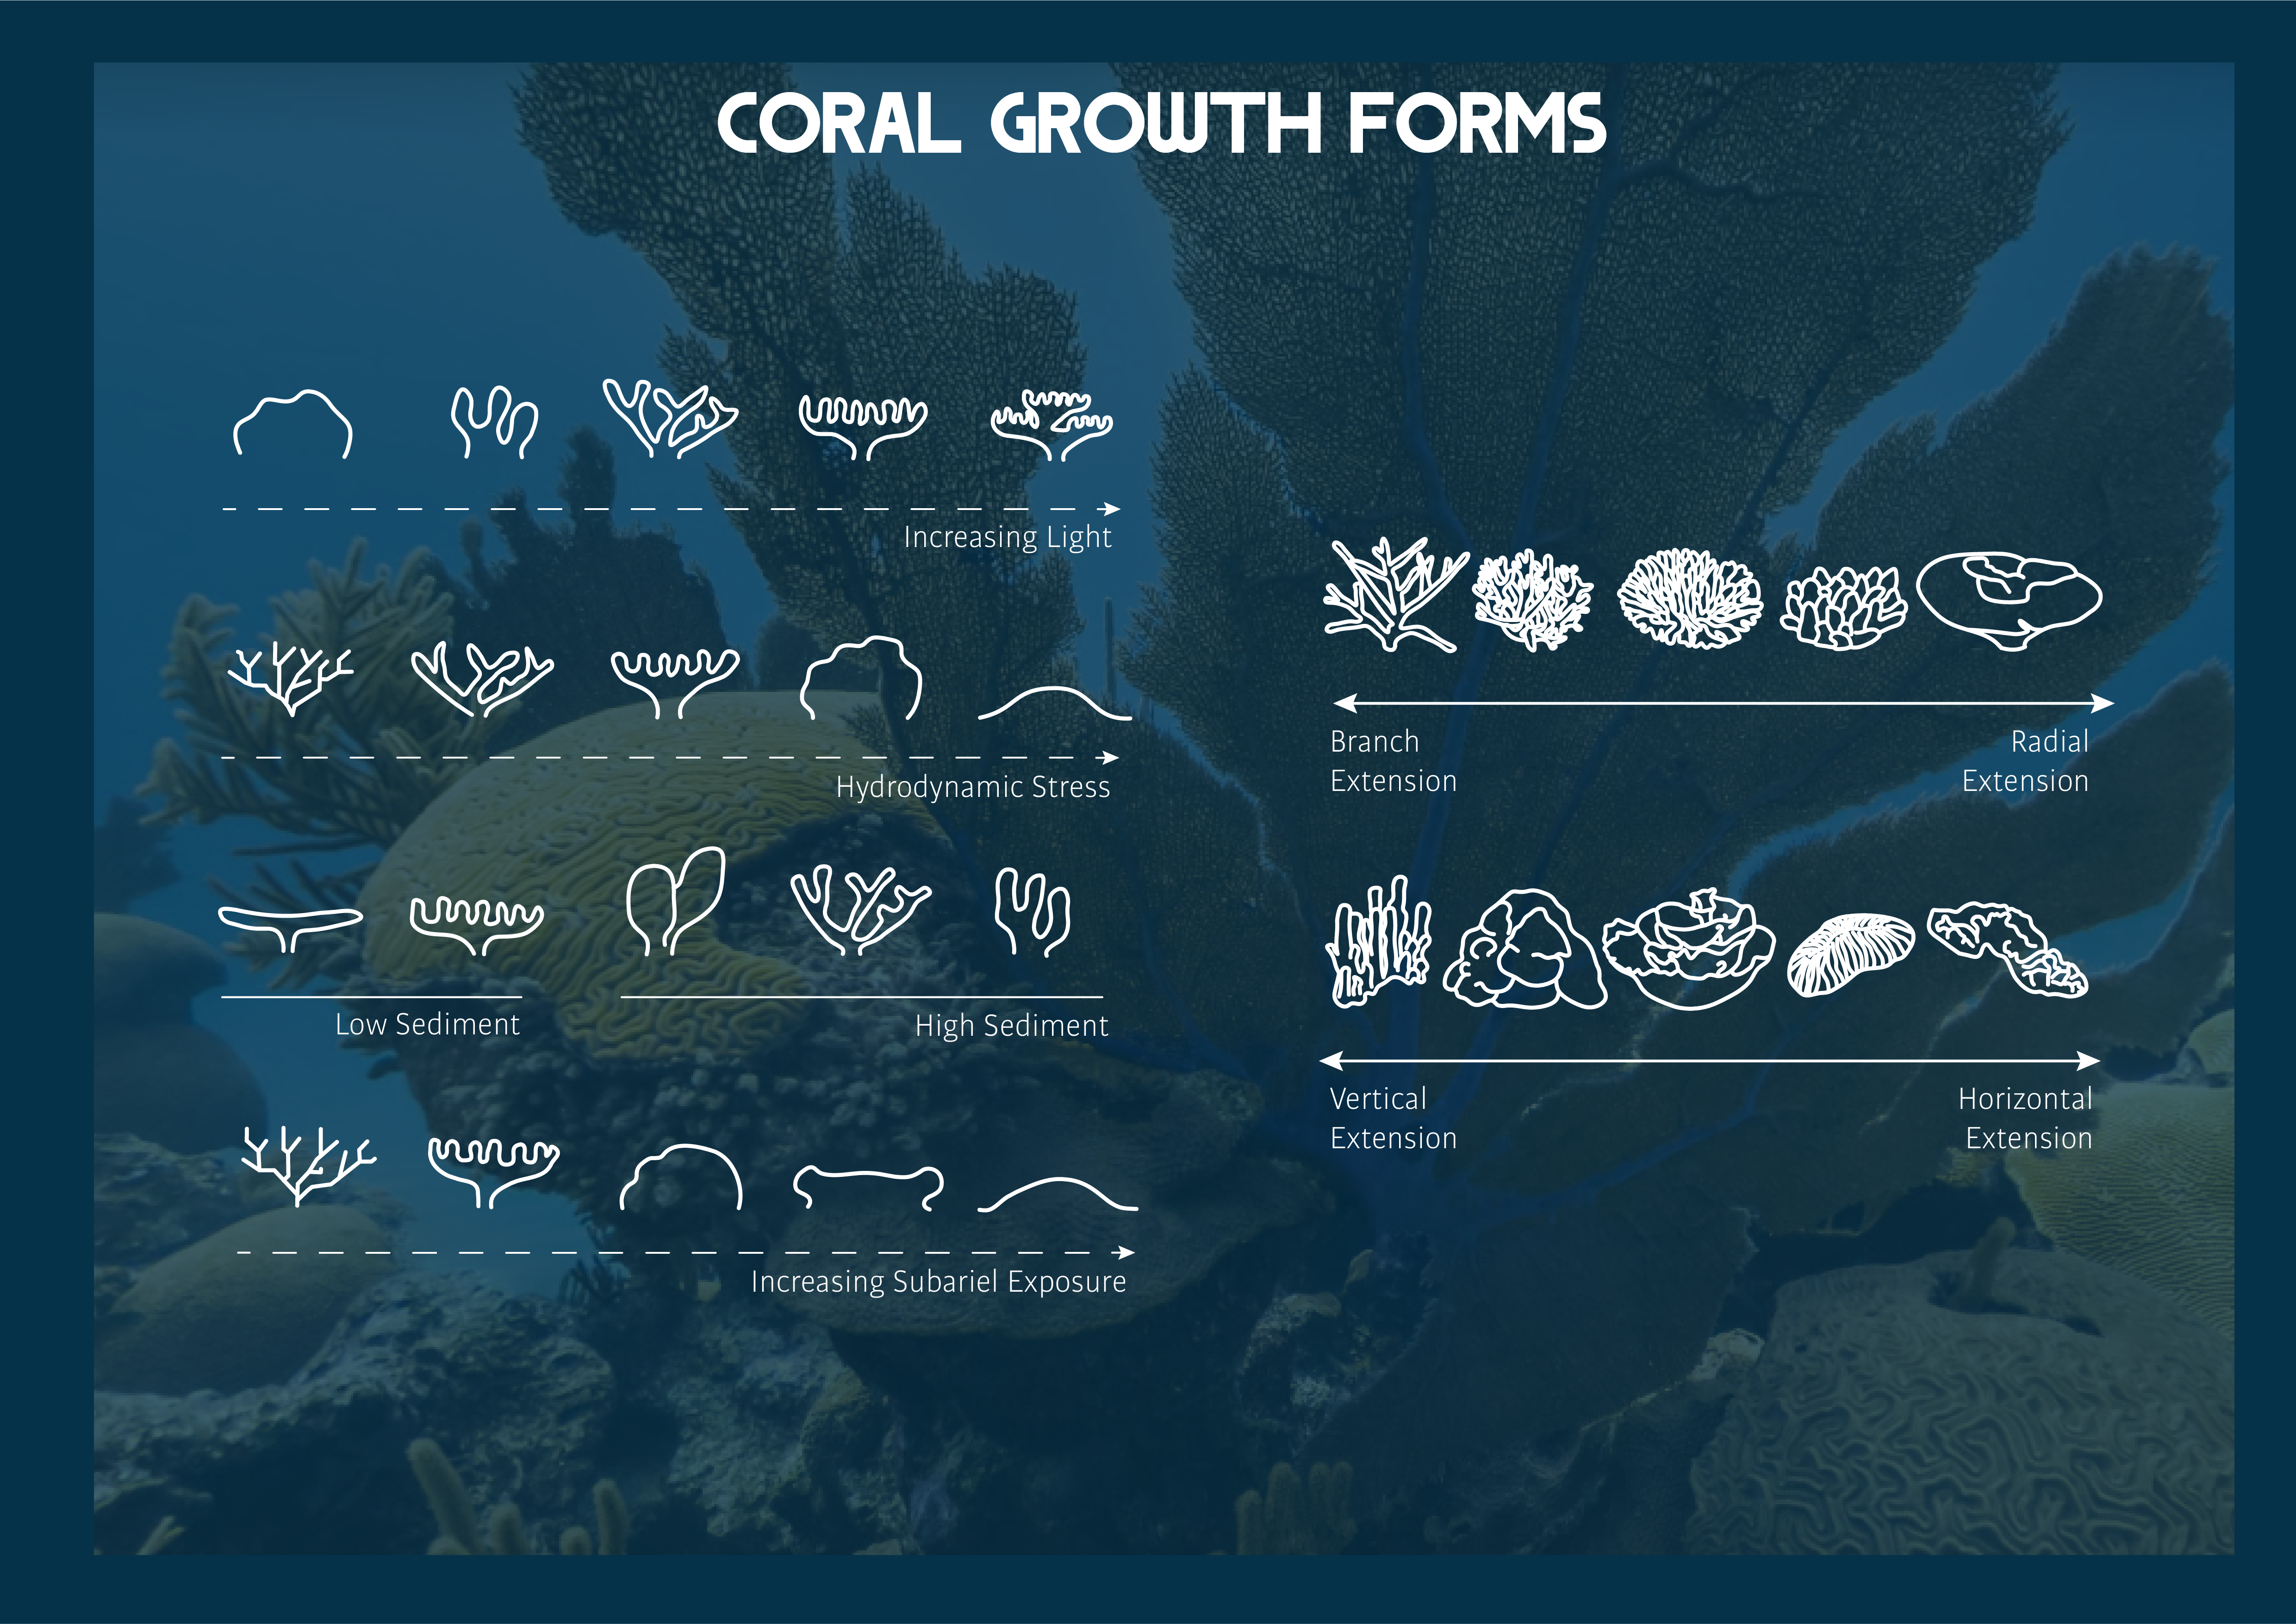 CORAL GROWTH FORMS
Increasing Light
Hydrodynamic Stress
Low Sediment
High Sediment
Increasing Subariel Exposure
Branch
Extension
Radial
Extension
Vertical
Extension
Horizontal
Extension